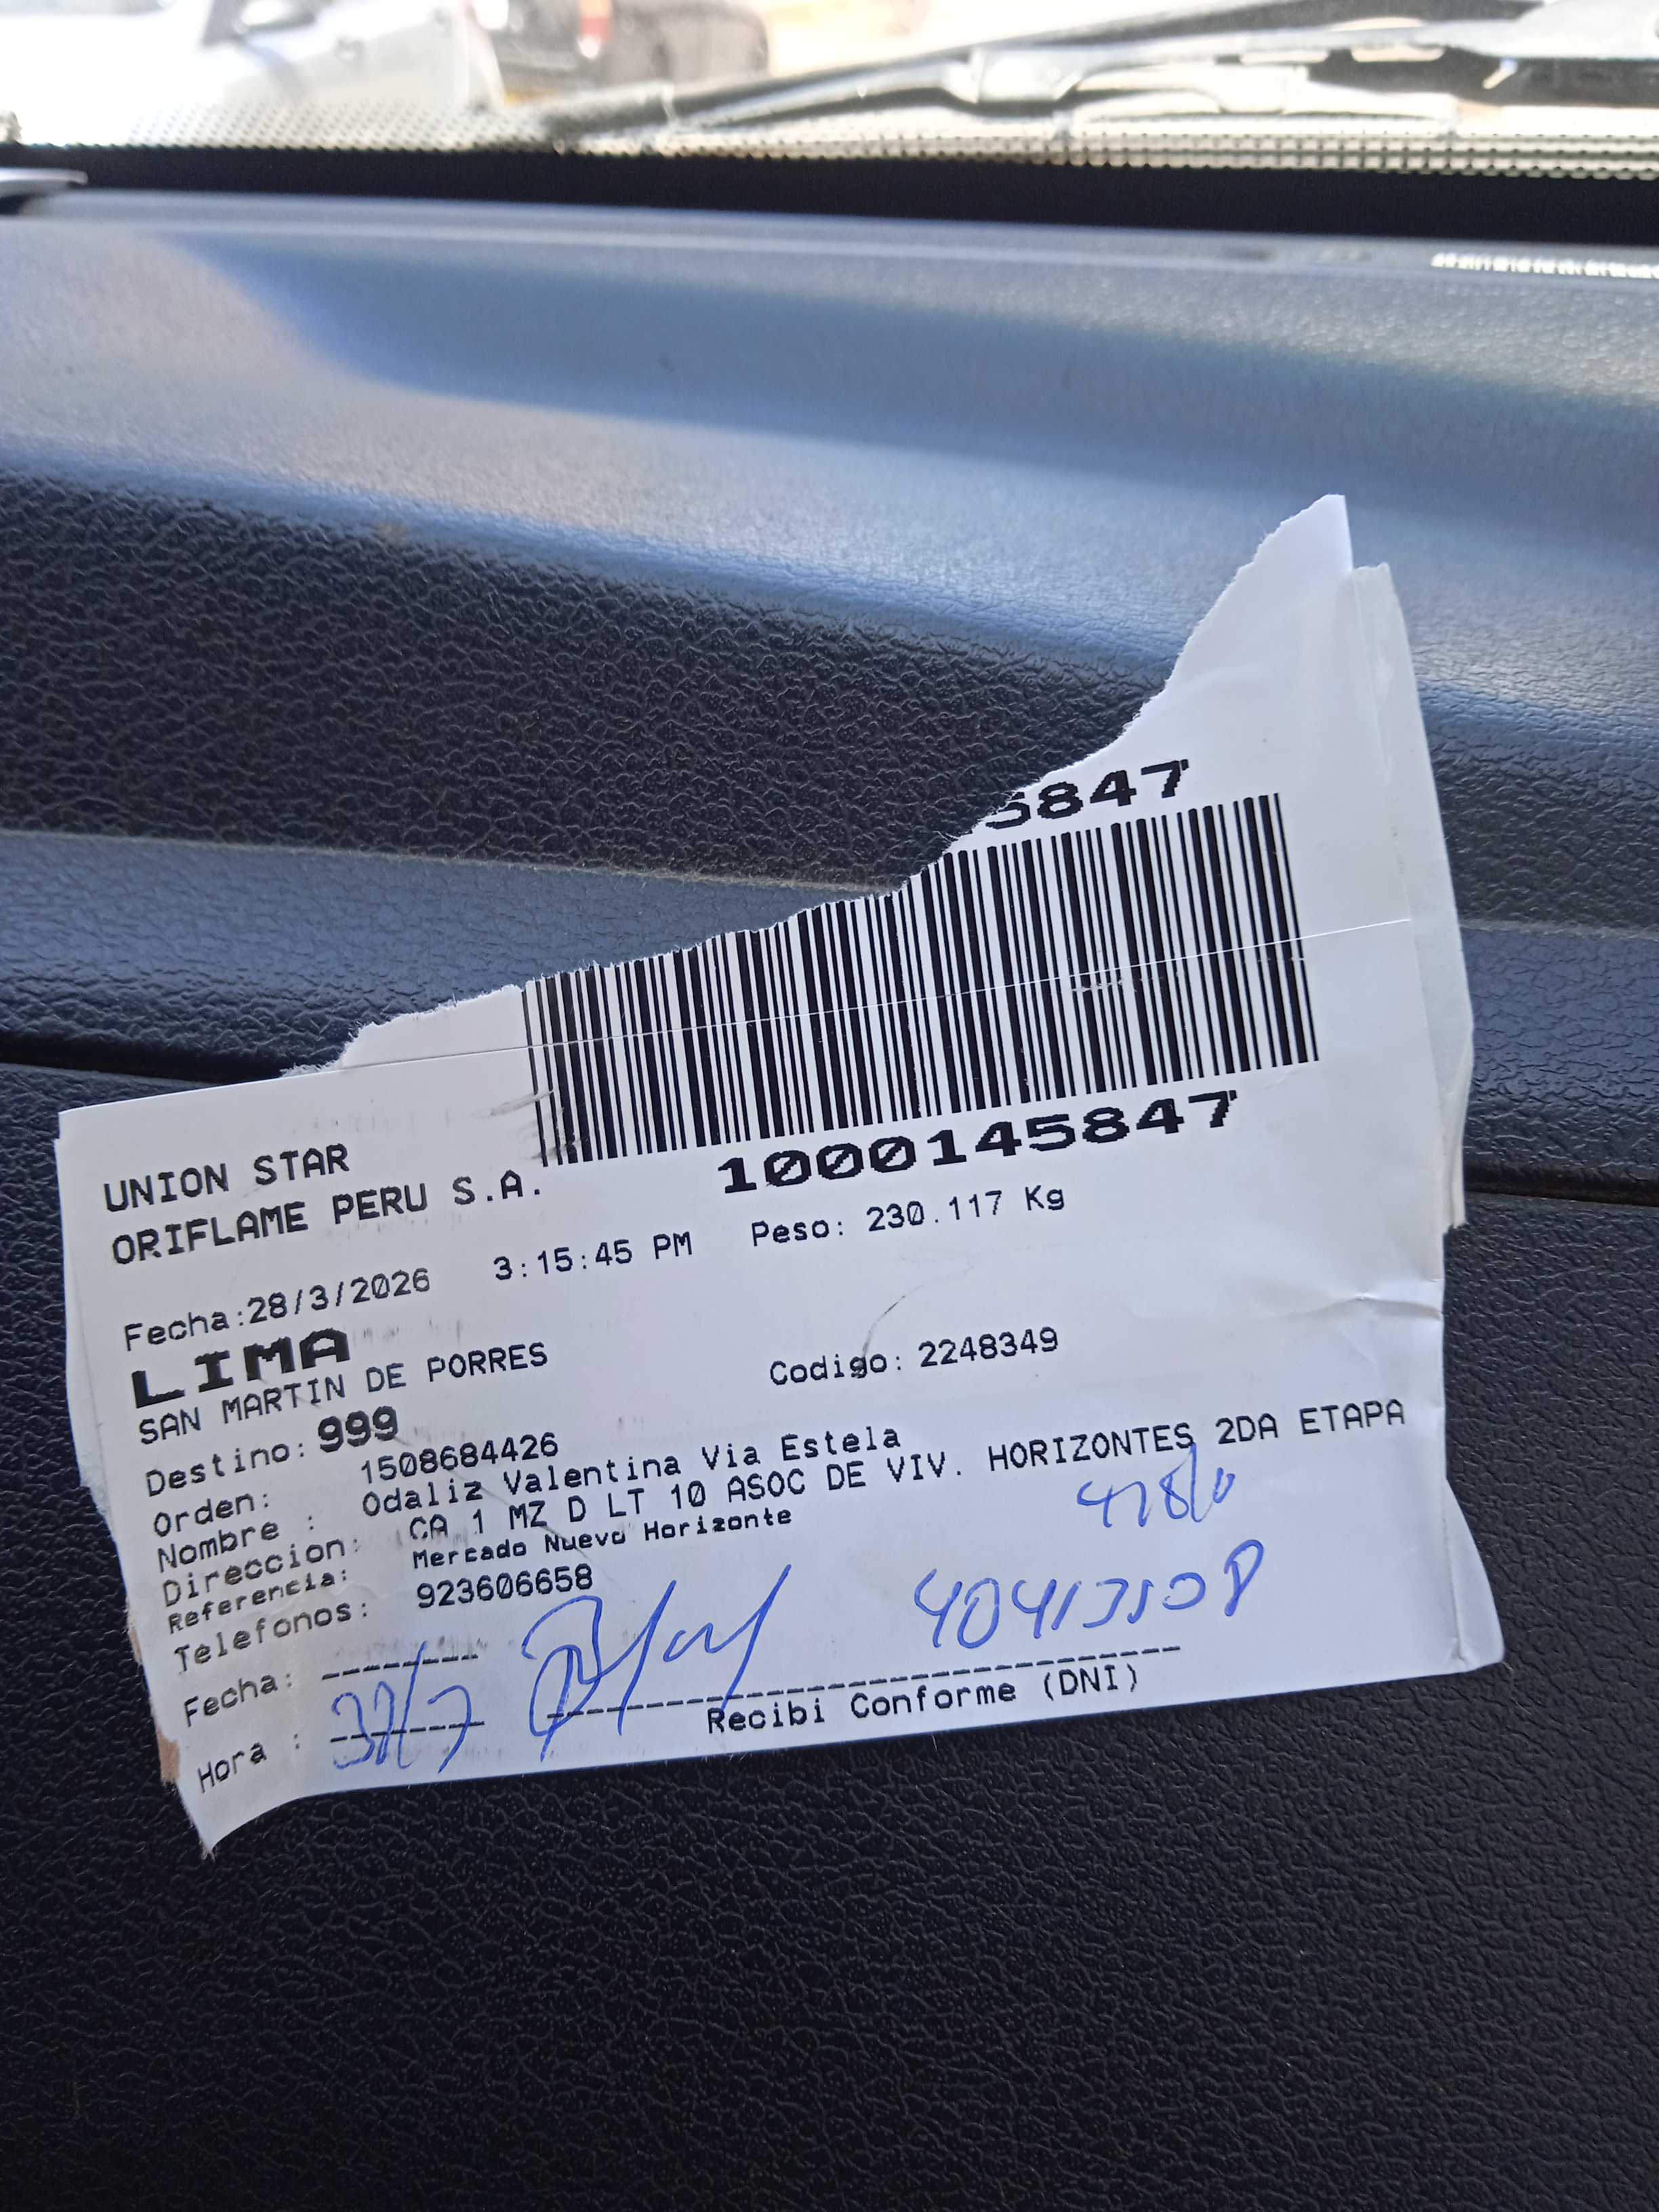 5847
1000145847
UNION STAR
ORIFLAME PERU S.A.
Fecha:28/3/2026 3:15:45 PM Peso: 230.117 Kg
LIMA
SAN MARTIN DE PORRES Codigo: 2248349
Destino: 999
Orden: 1508684426
Nombre : Odaliz Valentina Via Estela
Direccion: CA 1 MZ D LT 10 ASOC DE VIV. HORIZONTES 2DA ETAPA
Referencia: Mercado Nuevo Horizonte
Telefonos: 923606658
Fecha:
Hora :
Recibi Conforme (DNI)